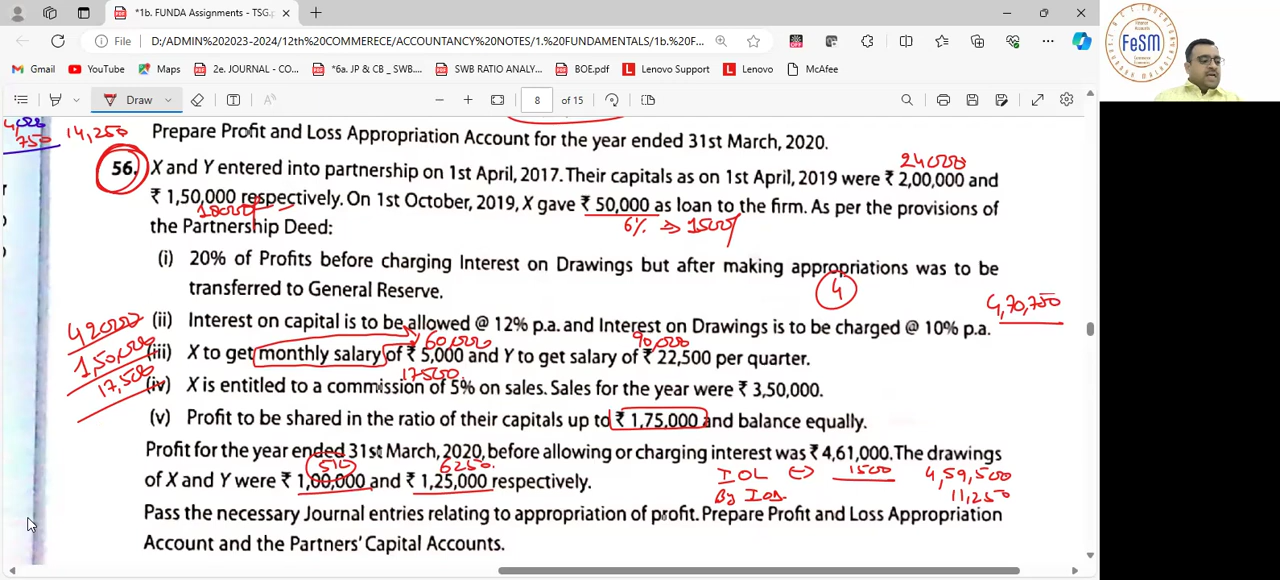 *1b. FUNDA Assignments - TSG.
File D:/ADMIN%202023-2024/12th%20COMMERECE/ACCOUNTANCE%20NOTES/1.%20FUNDAMENTALS/1b.%20F...
Gmail YouTube Maps 2e. JOURNAL - CO... *6a. JP & CB _SWB.... SWB RATIO ANALY... BOE.pdf Lenovo Support Lenovo McAfee
Draw 8 of 15
FeSM
750 14,250
Prepare Profit and Loss Appropriation Account for the year ended 31st March, 2020.
24000
56. X and Y entered into partnership on 1st April, 2017. Their capitals as on 1st April, 2019 were ₹ 2,00,000 and
₹ 1,50,000 respectively. On 1st October, 2019, X gave ₹ 50,000 as loan to the firm. As per the provisions of
18000 6% ⇒ 1500
the Partnership Deed:
(i) 20% of Profits before charging Interest on Drawings but after making appropriations was to be
transferred to General Reserve.
4
4,70,750
(ii) Interest on capital is to be allowed @ 12% p.a. and Interest on Drawings is to be charged @ 10% p.a.
42000 60,000 90,000
(iii) X to get monthly salary of ₹ 5,000 and Y to get salary of ₹ 22,500 per quarter.
1,50,000 17500
(iv) X is entitled to a commission of 5% on sales. Sales for the year were ₹ 3,50,000.
17,500
(v) Profit to be shared in the ratio of their capitals up to ₹ 1,75,000 and balance equally.
Profit for the year ended 31st March, 2020, before allowing or charging interest was ₹ 4,61,000. The drawings
6250 IOL ⇔ 1500 4,59,500
of X and Y were ₹ 1,00,000 and ₹ 1,25,000 respectively.
By IOD 11,250
Pass the necessary Journal entries relating to appropriation of profit. Prepare Profit and Loss Appropriation
Account and the Partners' Capital Accounts.